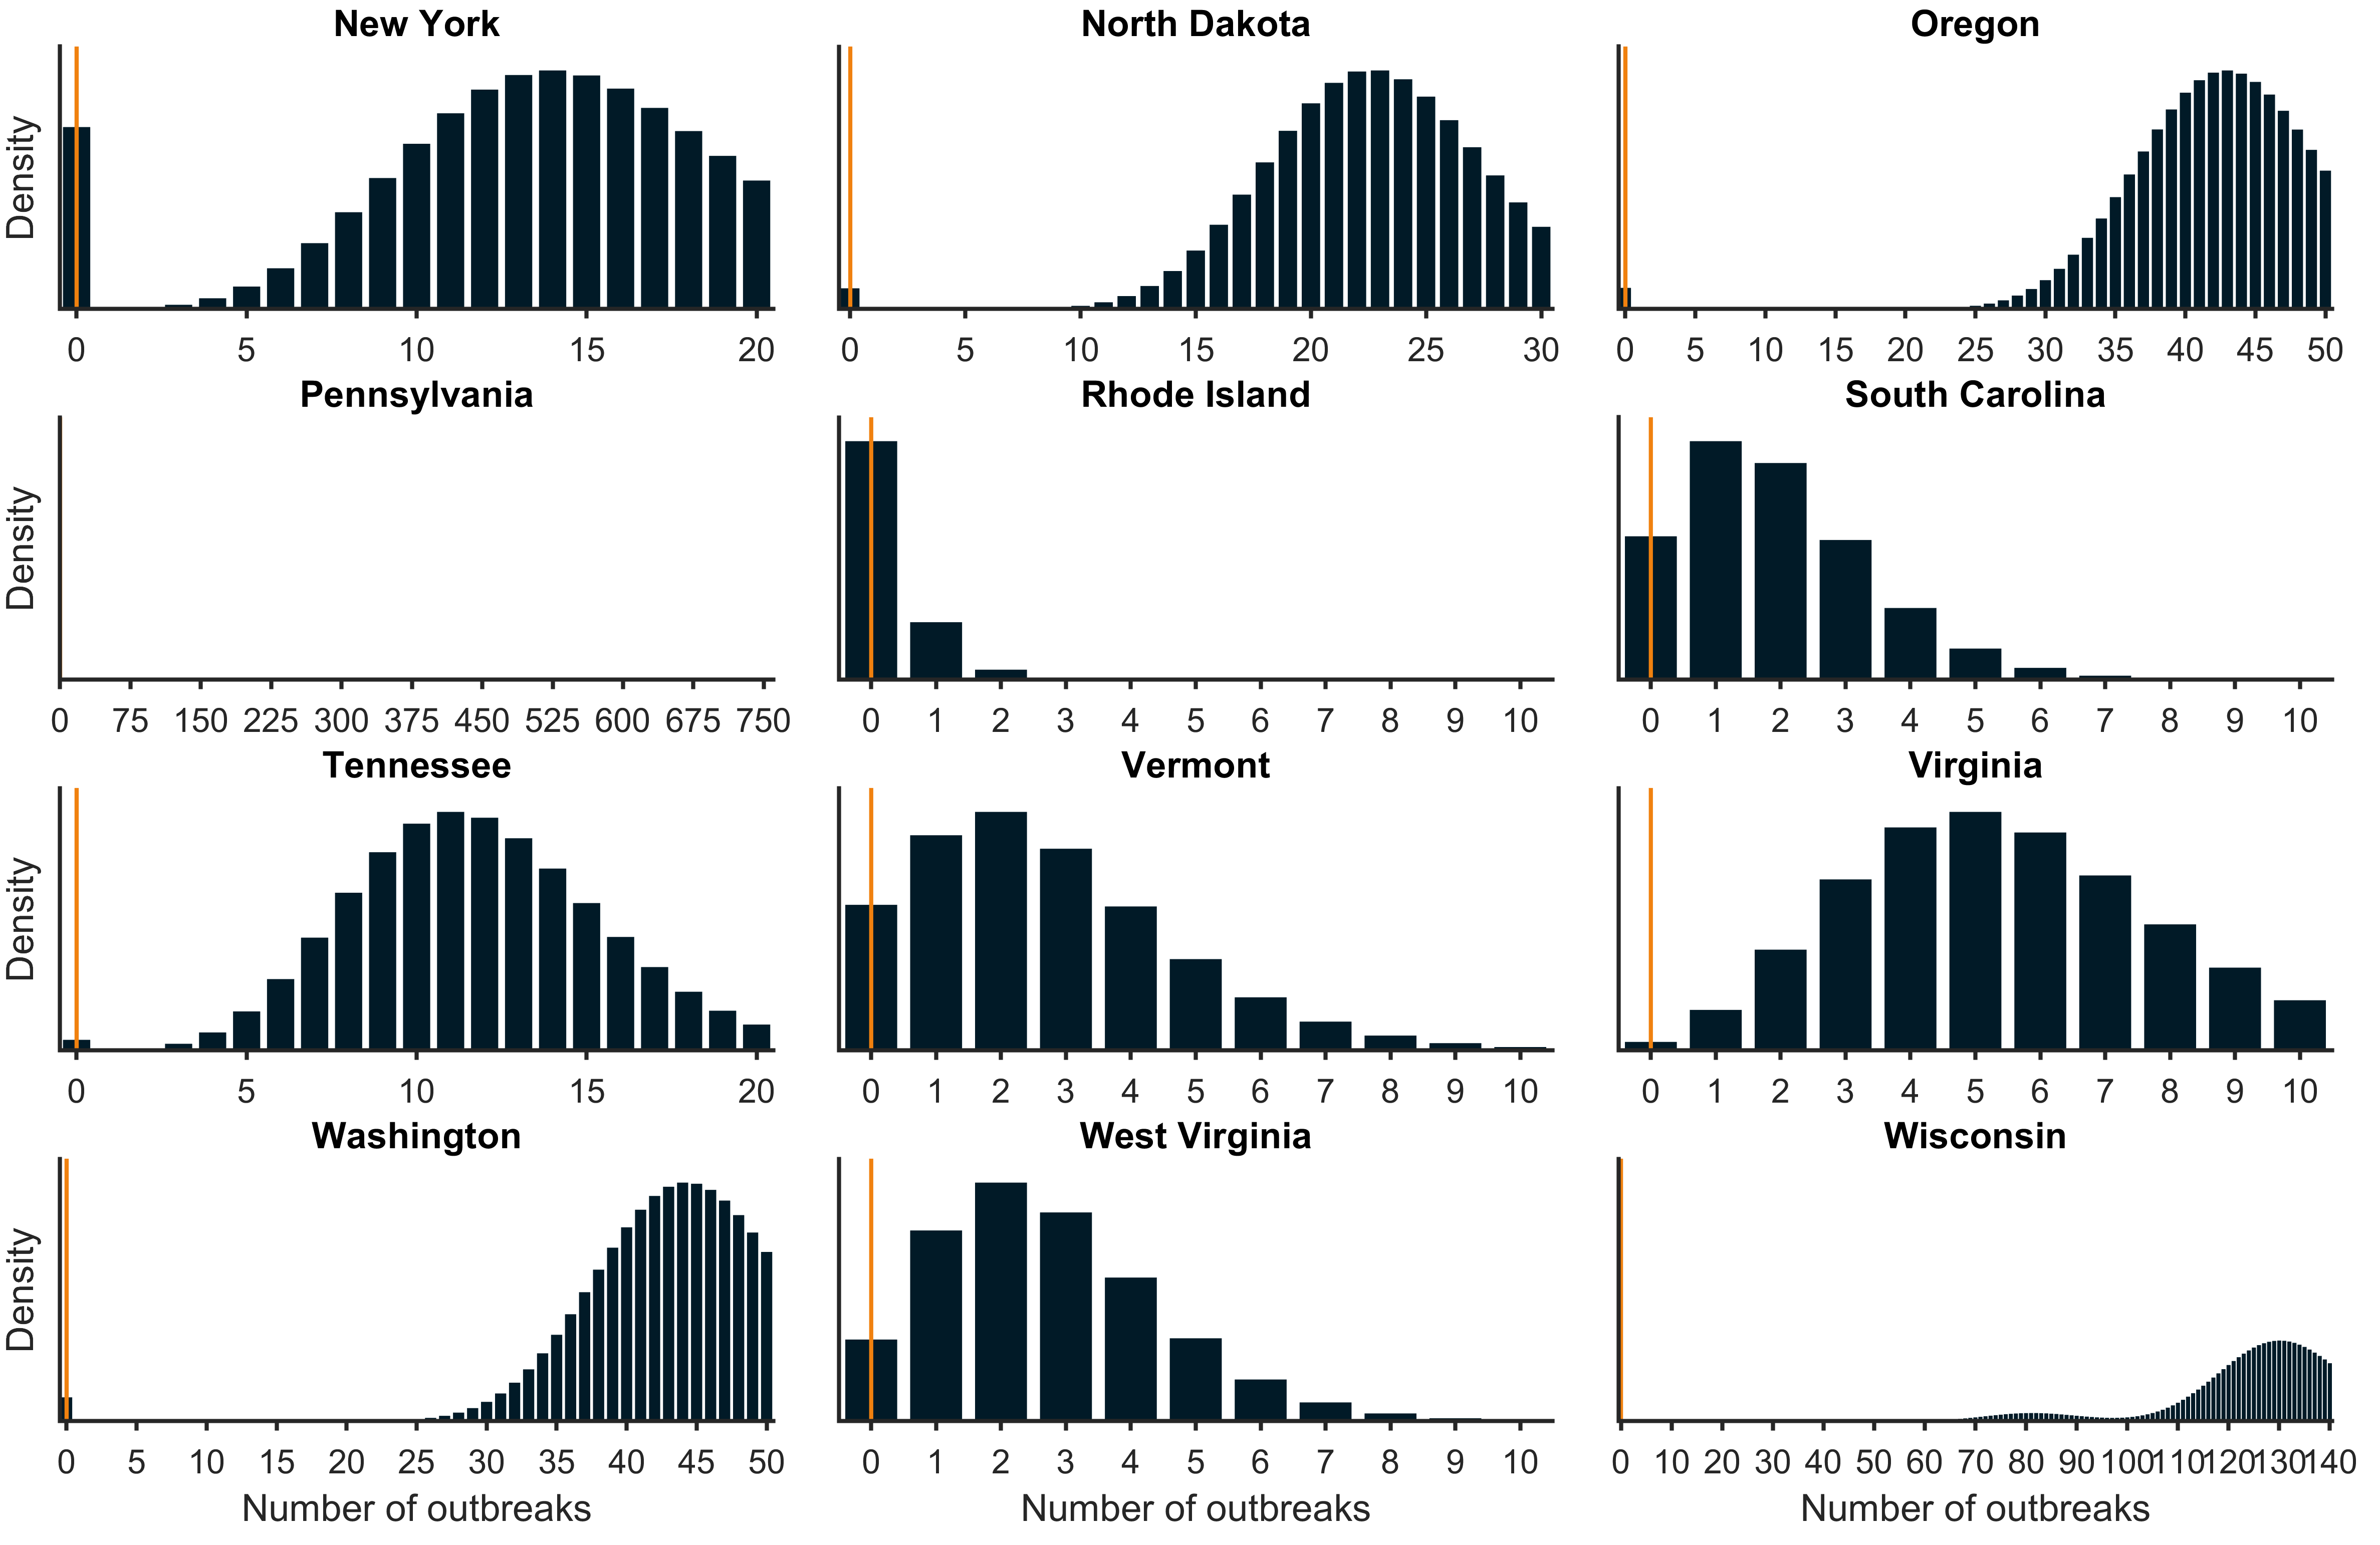 New York North Dakota Oregon
Density
0 5 10 15 20 0 5 10 15 20 25 30 0 5 10 15 20 25 30 35 40 45 50
Pennsylvania Rhode Island South Carolina
Density
0 75 150 225 300 375 450 525 600 675 750 0 1 2 3 4 5 6 7 8 9 10 0 1 2 3 4 5 6 7 8 9 10
Tennessee Vermont Virginia
Density
0 5 10 15 20 0 1 2 3 4 5 6 7 8 9 10 0 1 2 3 4 5 6 7 8 9 10
Washington West Virginia Wisconsin
Density
0 5 10 15 20 25 30 35 40 45 50 0 1 2 3 4 5 6 7 8 9 10 0 10 20 30 40 50 60 70 80 90 100 110 120 130 140
Number of outbreaks Number of outbreaks Number of outbreaks